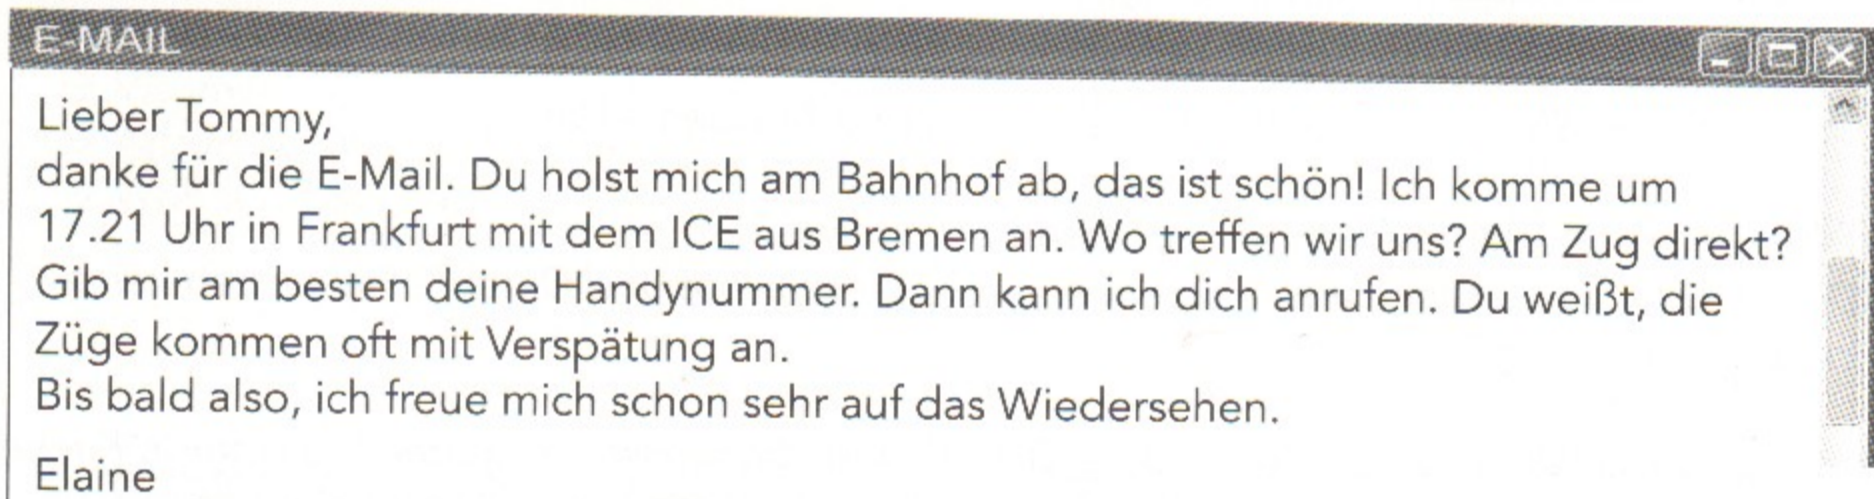 E-MAIL
Lieber Tommy,
danke für die E-Mail. Du holst mich am Bahnhof ab, das ist schön! Ich komme um
17.21 Uhr in Frankfurt mit dem ICE aus Bremen an. Wo treffen wir uns? Am Zug direkt?
Gib mir am besten deine Handynummer. Dann kann ich dich anrufen. Du weißt, die
Züge kommen oft mit Verspätung an.
Bis bald also, ich freue mich schon sehr auf das Wiedersehen.
Elaine